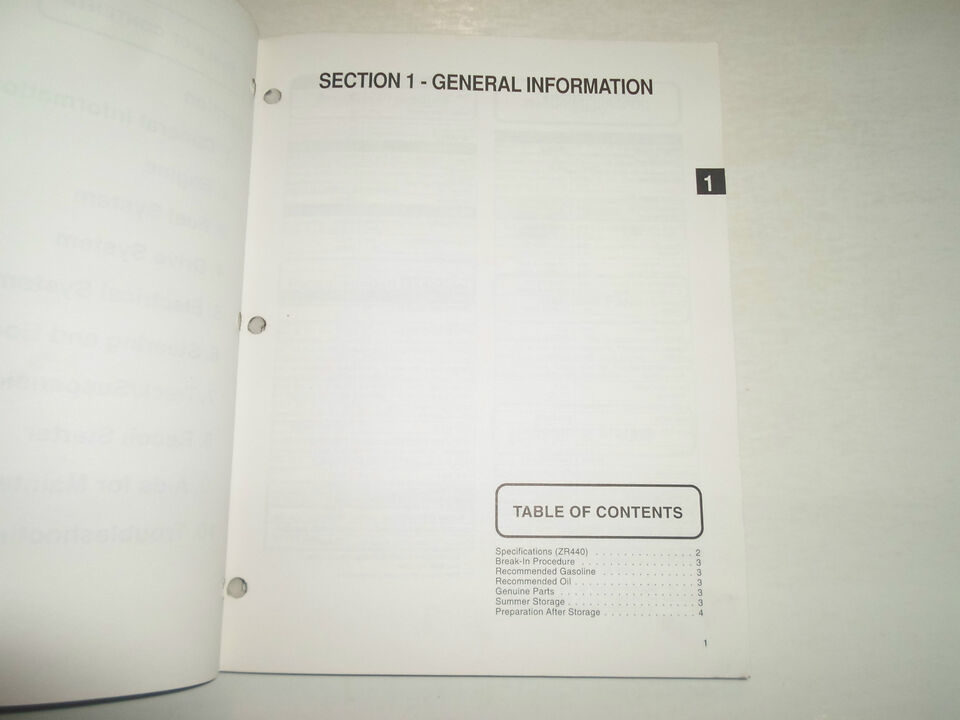 SECTION 1 - GENERAL INFORMATION
1
TABLE OF CONTENTS
Specifications (ZR440) . . . . . . . . . . . . . . 2
Break-In Procedure . . . . . . . . . . . . . . . . 3
Recommended Gasoline . . . . . . . . . . . . . 3
Recommended Oil . . . . . . . . . . . . . . . . . 3
Genuine Parts . . . . . . . . . . . . . . . . . . . 3
Summer Storage . . . . . . . . . . . . . . . . . . 3
Preparation After Storage . . . . . . . . . . . . . 4
1